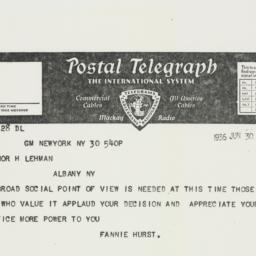 Postal Telegraph
THE INTERNATIONAL SYSTEM
Commercial
Cables
All America
Cables
Mackay
Radio
28 DL
1936 JUN 30
GM NEWYORK NY 30 540P
NOR H LEHMAN
ALBANY NY
BROAD SOCIAL POINT OF VIEW IS NEEDED AT THIS TIME THOSE
WHO VALUE IT APPLAUD YOUR DECISION AND APPRECIATE YOUR
ICE MORE POWER TO YOU
FANNIE HURST.